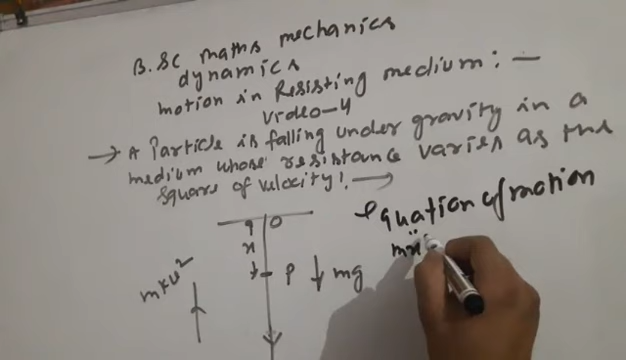 B.SC maths mechanics
dynamics
motion in Resisting medium: —
Video-4
→ A Particle is falling under gravity in a
medium whose resistance varies as the
square of velocity! →
O
Equation of motion
x
mẍ
mkv²
P ↓ mg